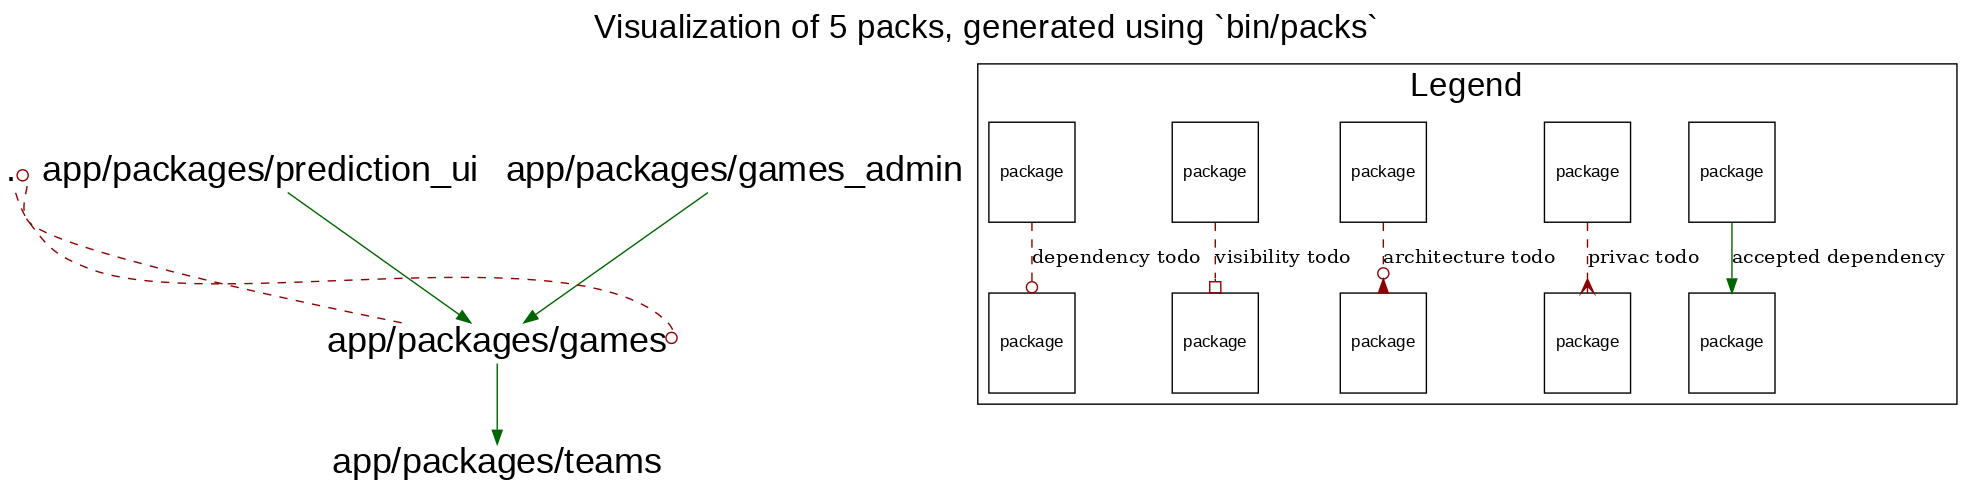 Visualization of 5 packs, generated using `bin/packs`
.
app/packages/prediction_ui
app/packages/games_admin
app/packages/games
app/packages/teams
Legend
package
package
package
package
package
dependency todo
visibility todo
architecture todo
privac todo
accepted dependency
package
package
package
package
package